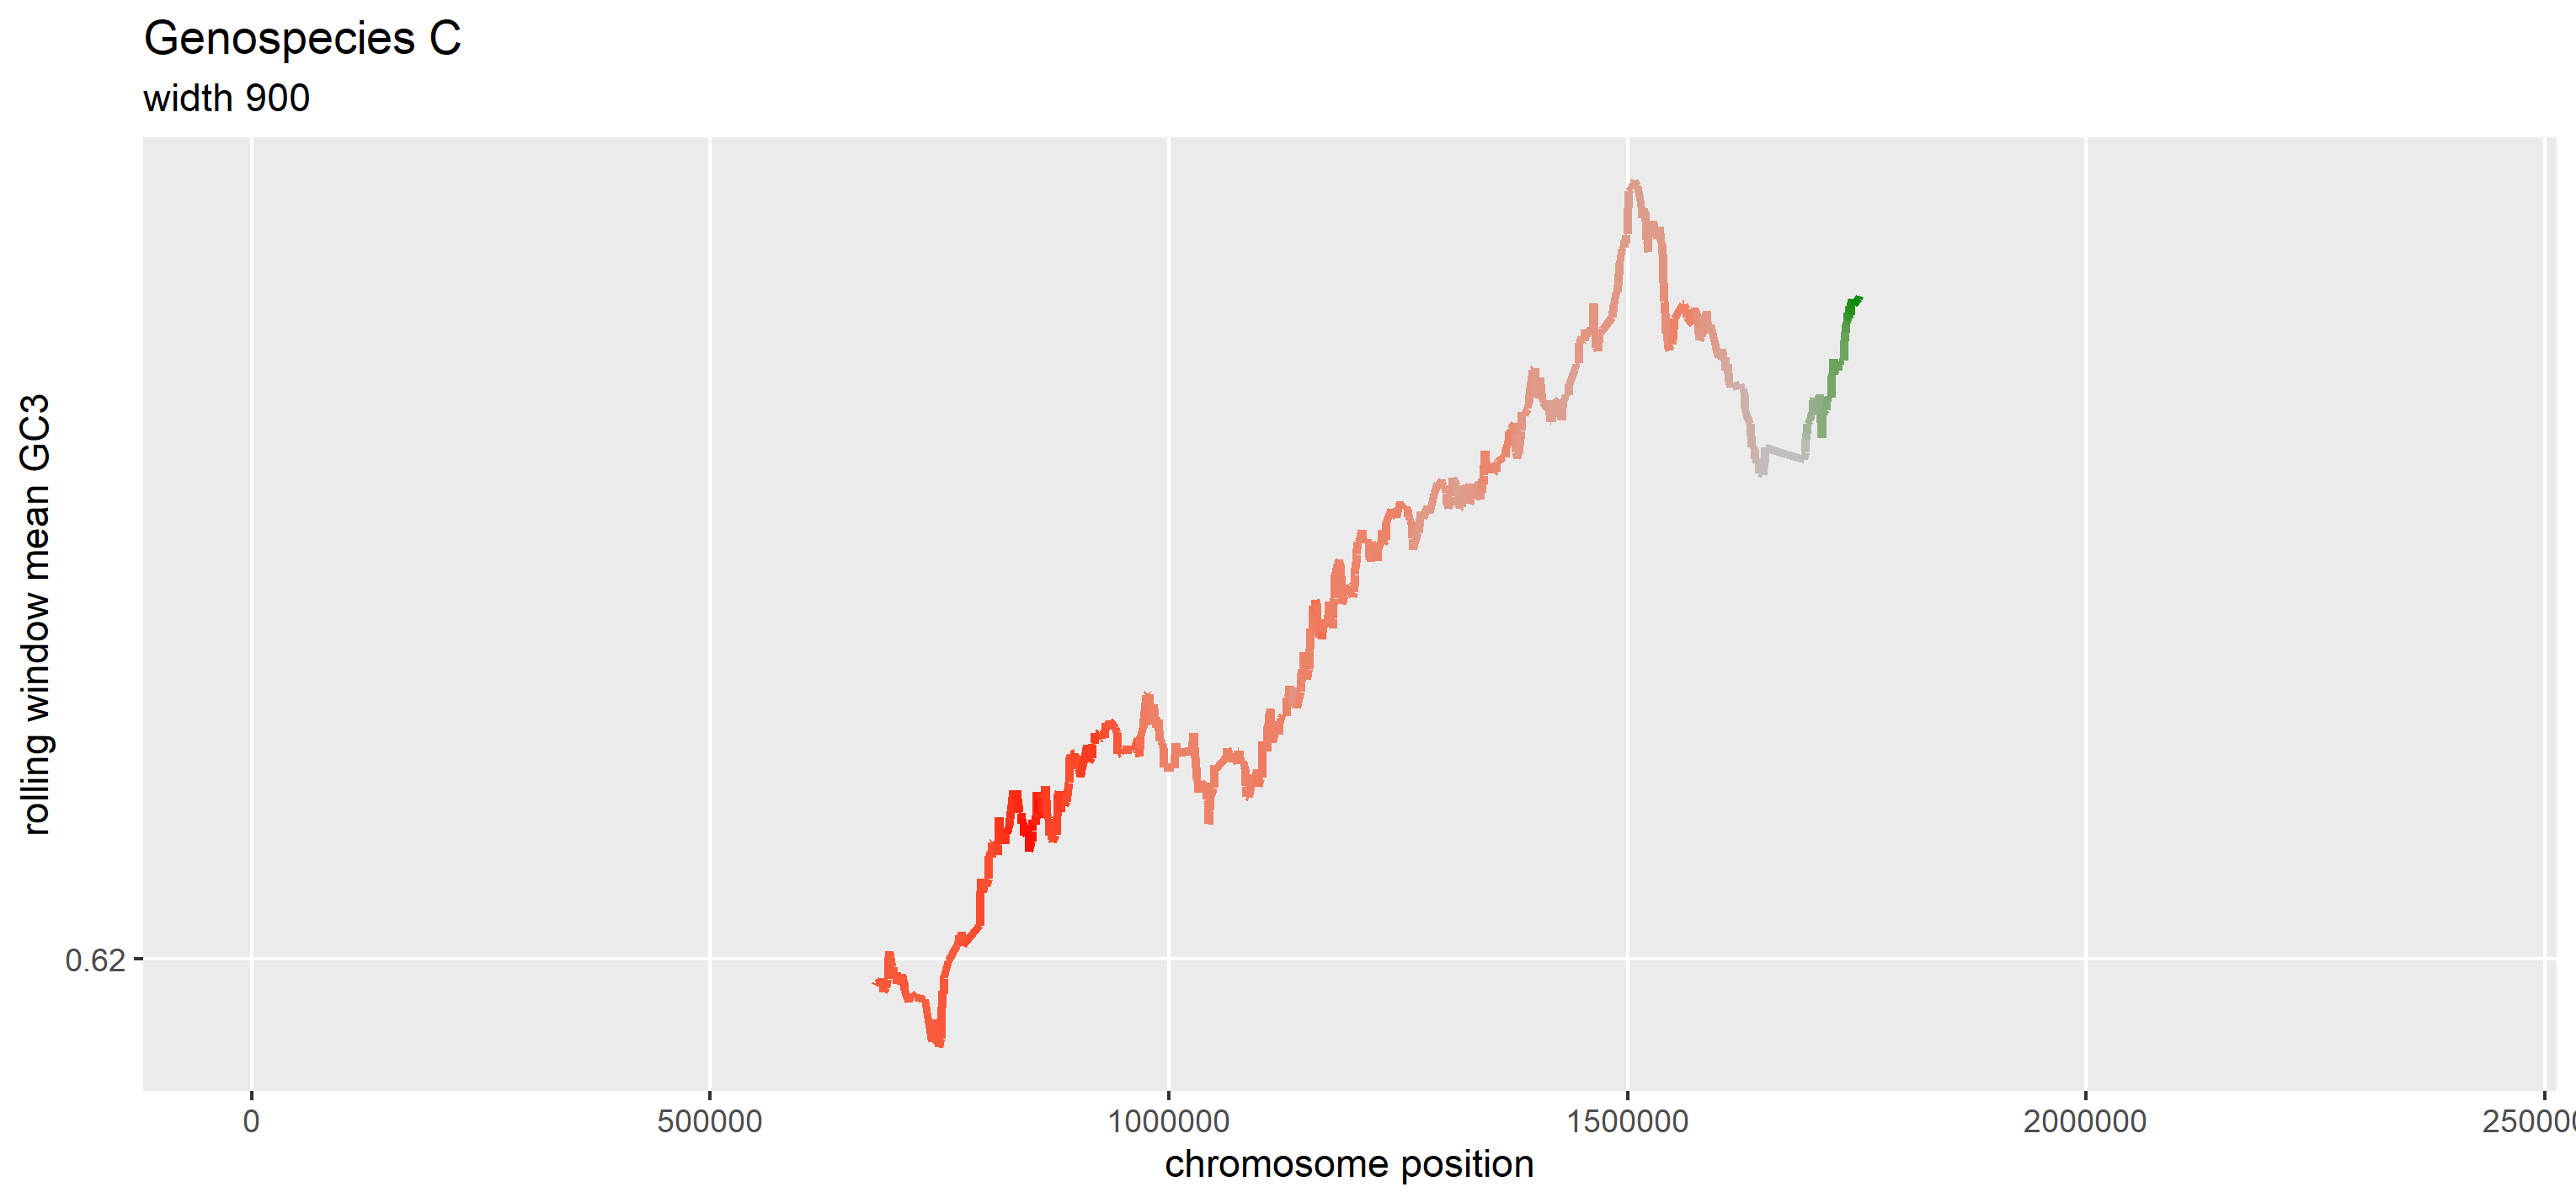 Genospecies C
width 900
rolling window mean GC3
0.62
0 500000 1000000 1500000 2000000
chromosome position